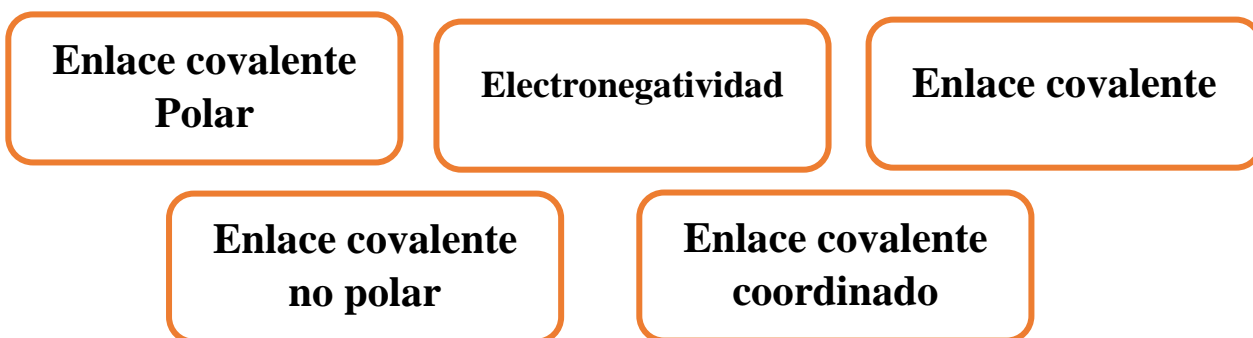 Enlace covalente
Polar
Electronegatividad
Enlace covalente
Enlace covalente
no polar
Enlace covalente
coordinado